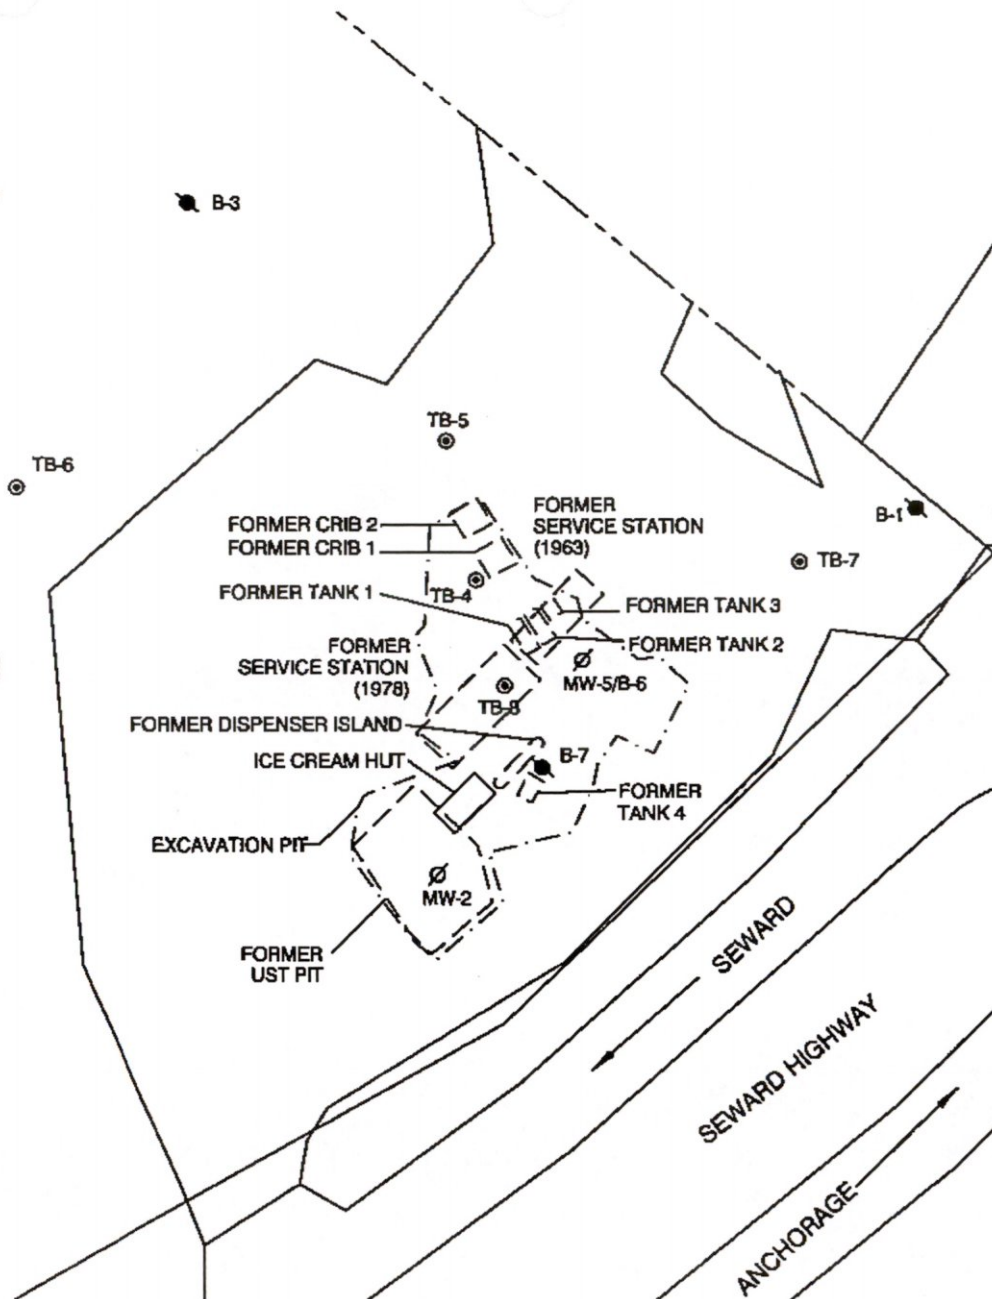 B-3
TB-5
TB-6
FORMER
SERVICE STATION
(1963)
FORMER CRIB 2
B-1
FORMER CRIB 1
TB-7
TB-4
FORMER TANK 1
FORMER TANK 3
FORMER
SERVICE STATION
(1978)
FORMER TANK 2
MW-5/B-6
TB-8
FORMER DISPENSER ISLAND
ICE CREAM HUT
B-7
FORMER
TANK 4
EXCAVATION PIT
MW-2
FORMER
UST PIT
SEWARD
SEWARD HIGHWAY
ANCHORAGE